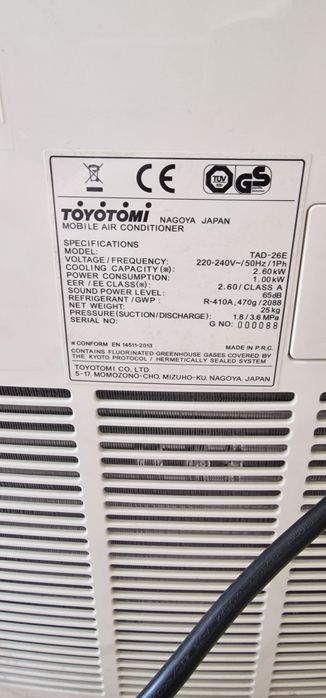 CE
TÜV
GS
TOYOTOMI NAGOYA JAPAN
MOBILE AIR CONDITIONER
SPECIFICATIONS
MODEL: TAD-26E
VOLTAGE / FREQUENCY: 220-240V~/50Hz/1Ph
COOLING CAPACITY(※): 2.60kW
POWER CONSUMPTION: 1.00kW
EER / EE CLASS(※): 2.60/ CLASS A
SOUND POWER LEVEL: 65dB
REFRIGERANT / GWP : R-410A, 470g / 2088
NET WEIGHT: 25kg
PRESSURE(SUCTION/DISCHARGE): 1.8 / 3.6 MPa
SERIAL NO: G NO: 000088
※CONFORM EN 14511-2013 MADE IN P.R.C.
CONTAINS FLUORINATED GREENHOUSE GASES COVERED BY
THE KYOTO PROTOCOL / HERMETICALLY SEALED SYSTEM
TOYOTOMI CO., LTD.
5-17, MOMOZONO-CHO, MIZUHO-KU, NAGOYA, JAPAN